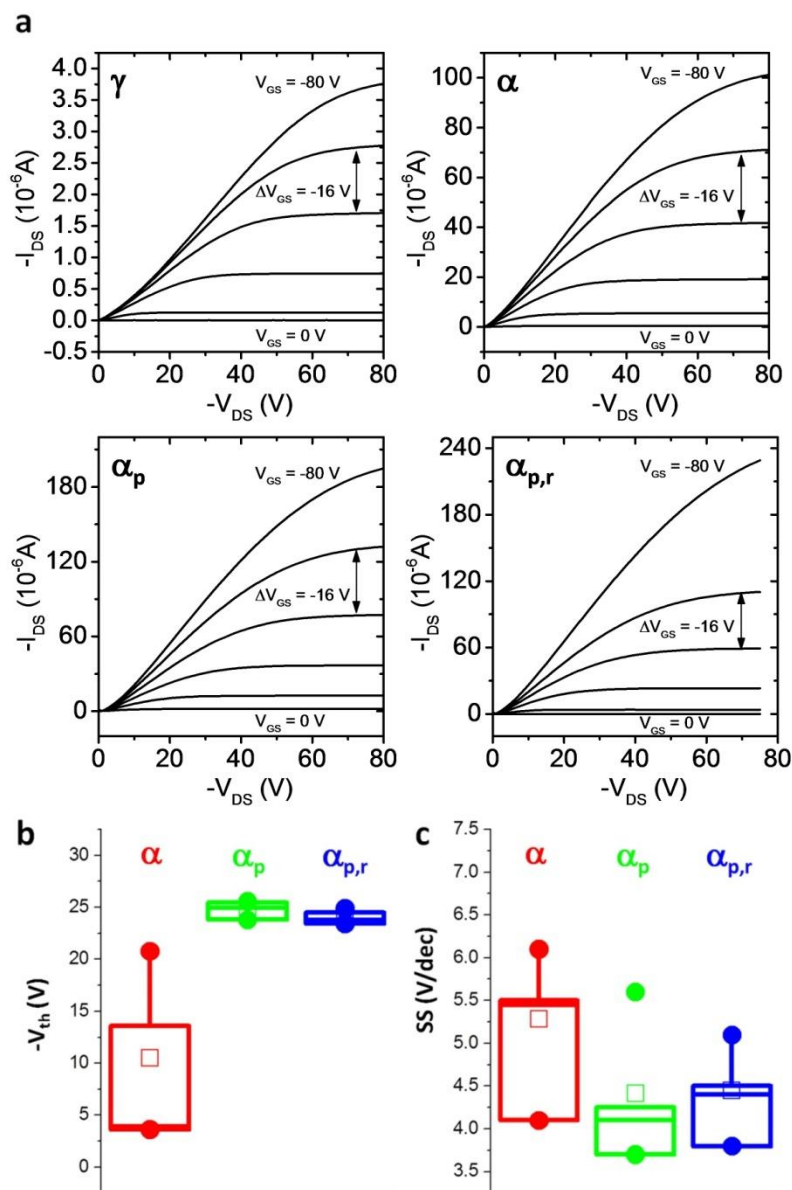 a
γ
V_GS = -80 V
ΔV_GS = -16 V
V_GS = 0 V
4.0
3.5
3.0
2.5
2.0
1.5
1.0
0.5
0.0
-0.5
-I_DS (10^-6A)
0 20 40 60 80
-V_DS (V)
α
V_GS = -80 V
ΔV_GS = -16 V
V_GS = 0 V
100
80
60
40
20
0
-I_DS (10^-6A)
0 20 40 60 80
-V_DS (V)
α_p
V_GS = -80 V
ΔV_GS = -16 V
V_GS = 0 V
180
120
60
0
-I_DS (10^-6A)
0 20 40 60 80
-V_DS (V)
α_p,r
V_GS = -80 V
ΔV_GS = -16 V
V_GS = 0 V
240
180
120
60
0
-I_DS (10^-6A)
0 20 40 60 80
-V_DS (V)
b
α α_p α_p,r
30
25
20
15
10
5
0
-V_th (V)
c
α α_p α_p,r
7.5
7.0
6.5
6.0
5.5
5.0
4.5
4.0
3.5
SS (V/dec)